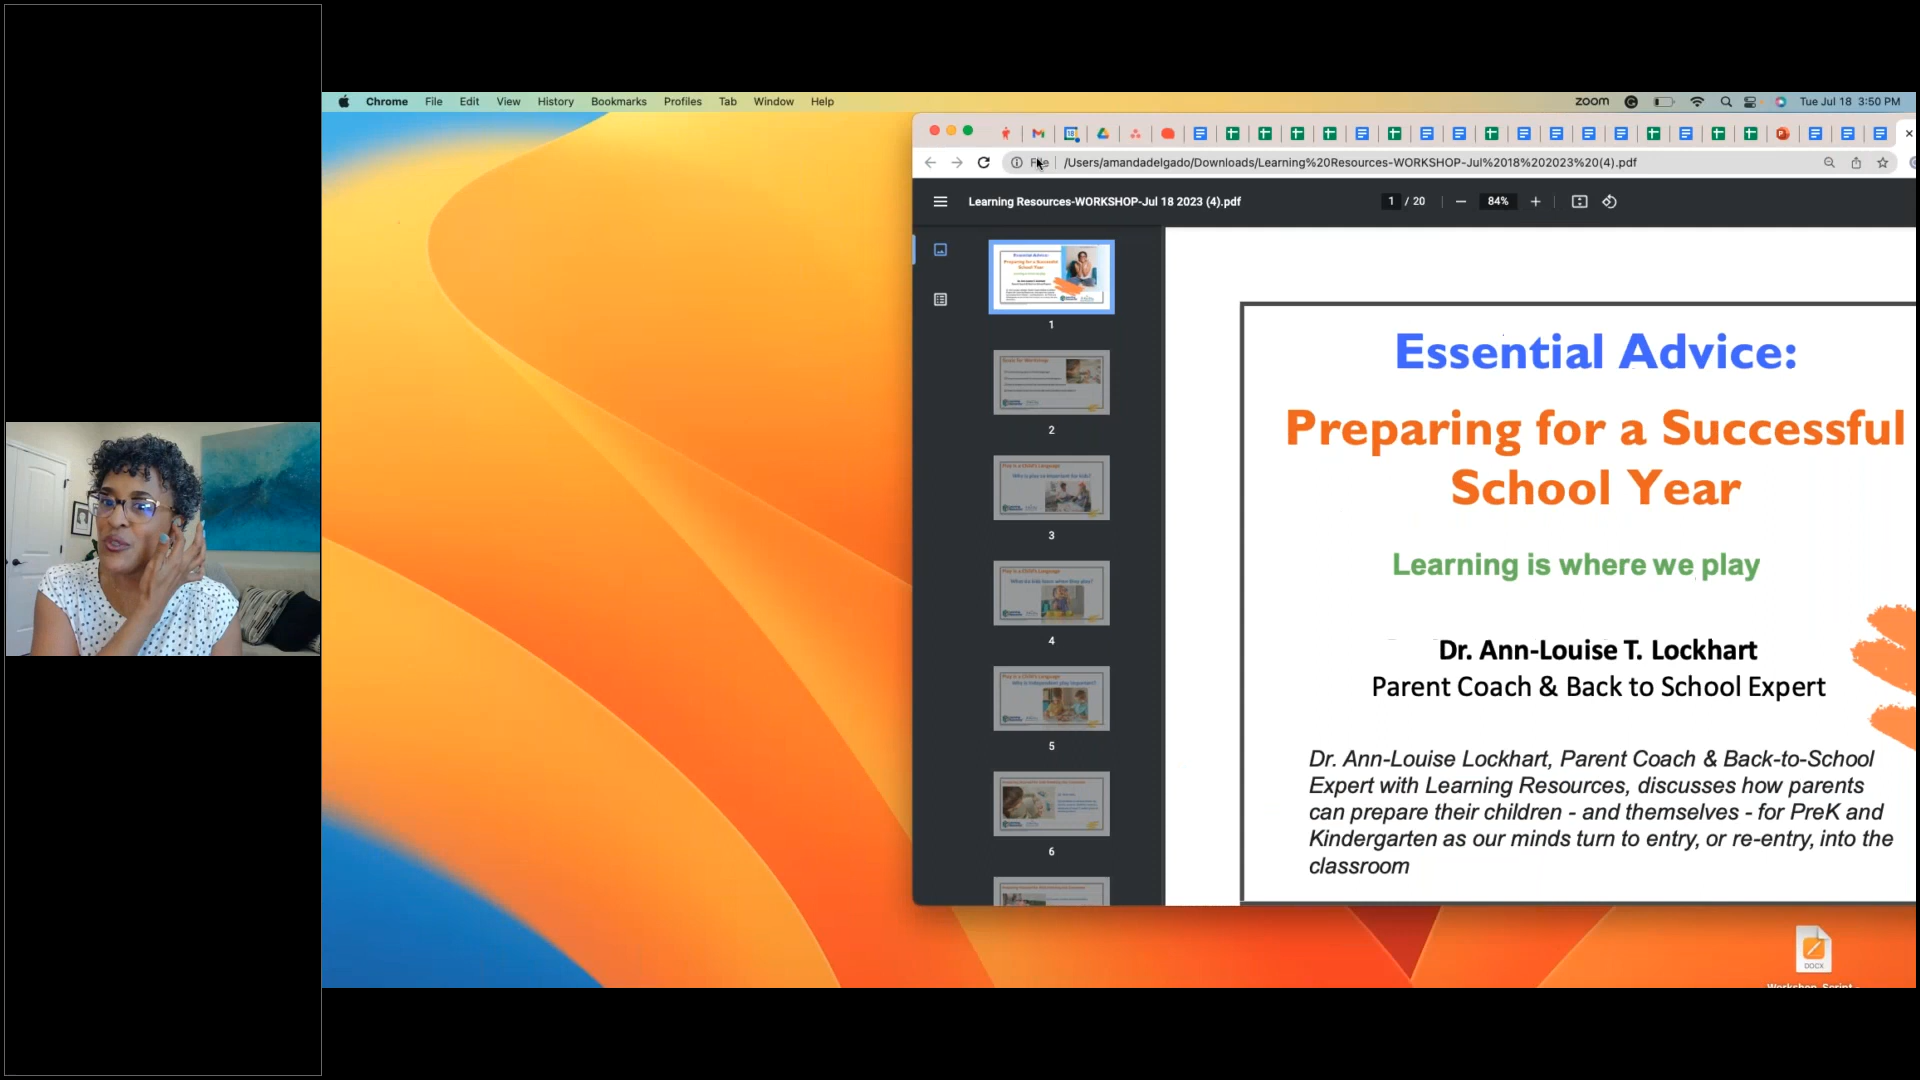 Chrome File Edit View History Bookmarks Profiles Tab Window Help
zoom
Tue Jul 18 3:50 PM
File /Users/amandadelgado/Downloads/Learning%20Resources-WORKSHOP-Jul%2018%202023%20(4).pdf
Learning Resources-WORKSHOP-Jul 18 2023 (4).pdf
1 / 20
84%
1
2
3
4
5
6
Essential Advice:
Preparing for a Successful
School Year
Learning is where we play
Dr. Ann-Louise T. Lockhart
Parent Coach & Back to School Expert
Dr. Ann-Louise Lockhart, Parent Coach & Back-to-School
Expert with Learning Resources, discusses how parents
can prepare their children - and themselves - for PreK and
Kindergarten as our minds turn to entry, or re-entry, into the
classroom
DOCX